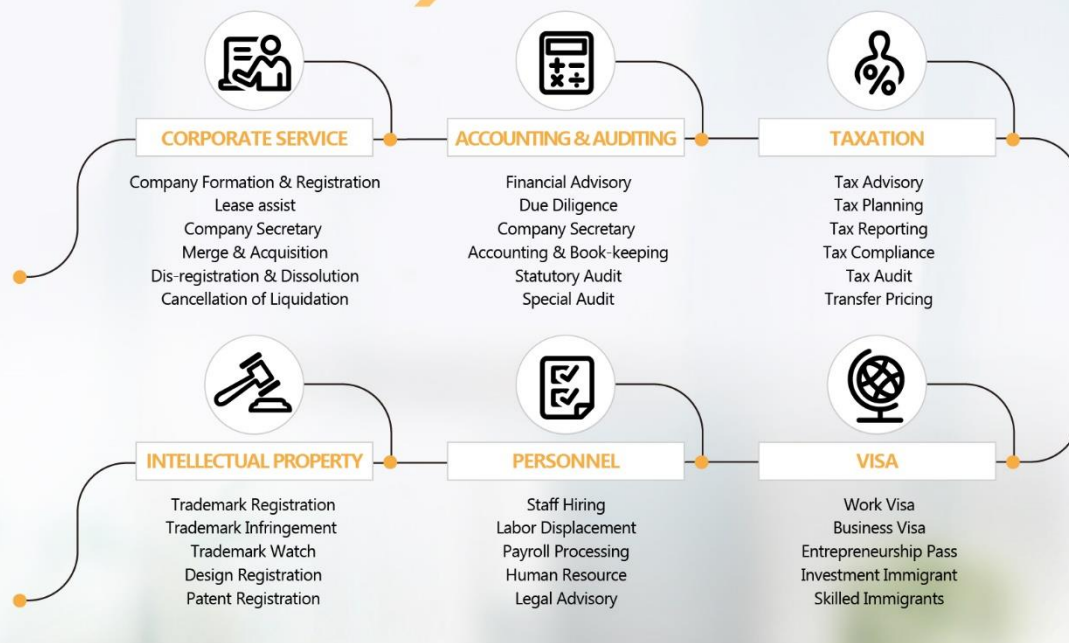 CORPORATE SERVICE
Company Formation & Registration
Lease assist
Company Secretary
Merge & Acquisition
Dis-registration & Dissolution
Cancellation of Liquidation
ACCOUNTING & AUDITING
Financial Advisory
Due Diligence
Company Secretary
Accounting & Book-keeping
Statutory Audit
Special Audit
TAXATION
Tax Advisory
Tax Planning
Tax Reporting
Tax Compliance
Tax Audit
Transfer Pricing
INTELLECTUAL PROPERTY
Trademark Registration
Trademark Infringement
Trademark Watch
Design Registration
Patent Registration
PERSONNEL
Staff Hiring
Labor Displacement
Payroll Processing
Human Resource
Legal Advisory
VISA
Work Visa
Business Visa
Entrepreneurship Pass
Investment Immigrant
Skilled Immigrants